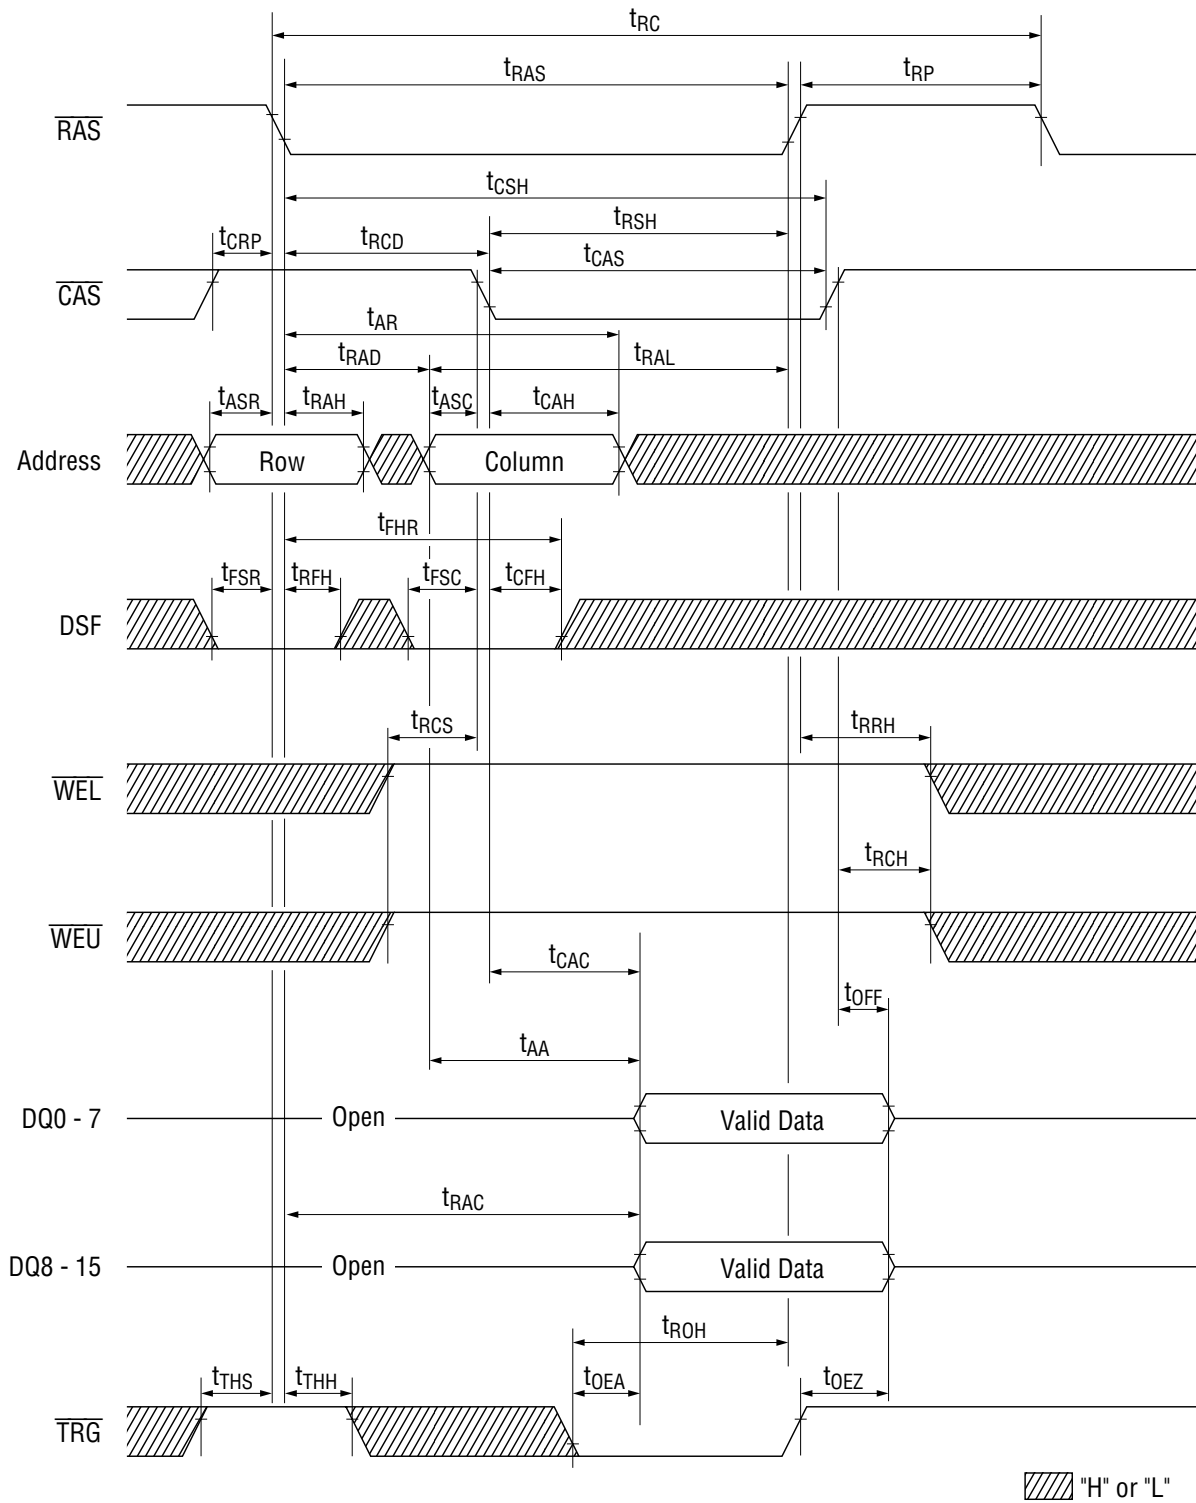 tRC
tRAS
tRP
RAS
tCSH
tRSH
tCRP
tRCD
tCAS
CAS
tAR
tRAD
tRAL
tASR
tRAH
tASC
tCAH
Address
Row
Column
tFHR
tFSR
tRFH
tFSC
tCFH
DSF
tRCS
tRRH
WEL
tRCH
WEU
tCAC
tOFF
tAA
DQ0 - 7
Open
Valid Data
tRAC
DQ8 - 15
Open
Valid Data
tROH
tTHS
tTHH
tOEA
tOEZ
TRG
"H" or "L"